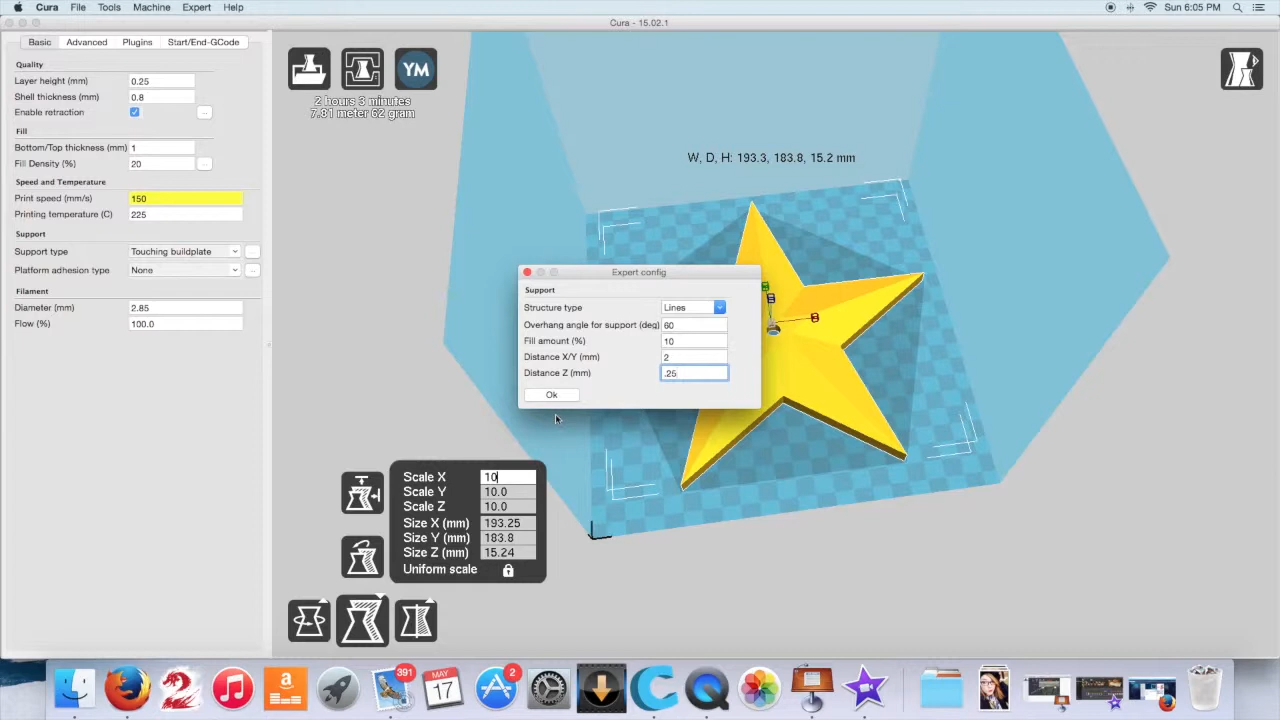 Cura File Tools Machine Expert Help
Sun 6:05 PM
Cura - 15.02.1
Basic Advanced Plugins Start/End-GCode
Quality
Layer height (mm) 0.25
Shell thickness (mm) 0.8
Enable retraction ...
Fill
Bottom/Top thickness (mm) 1
Fill Density (%) 20 ...
Speed and Temperature
Print speed (mm/s) 150
Printing temperature (C) 225
Support
Support type Touching buildplate ...
Platform adhesion type None ...
Filament
Diameter (mm) 2.85
Flow (%) 100.0
YM
2 hours 3 minutes
7.81 meter 62 gram
W, D, H: 193.3, 183.8, 15.2 mm
Expert config
Support
Structure type Lines
Overhang angle for support (deg) 60
Fill amount (%) 10
Distance X/Y (mm) 2
Distance Z (mm) .25
Ok
Scale X 10
Scale Y 10.0
Scale Z 10.0
Size X (mm) 193.25
Size Y (mm) 183.8
Size Z (mm) 15.24
Uniform scale
391
MAY
17
2